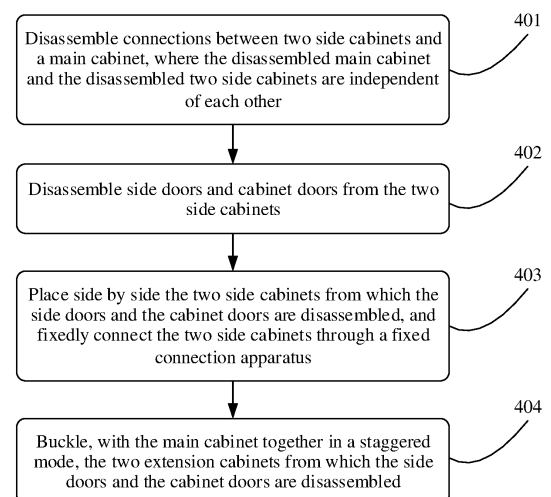 401
Disassemble connections between two side cabinets and
a main cabinet, where the disassembled main cabinet
and the disassembled two side cabinets are independent
of each other
402
Disassemble side doors and cabinet doors from the two
side cabinets
403
Place side by side the two side cabinets from which the
side doors and the cabinet doors are disassembled, and
fixedly connect the two side cabinets through a fixed
connection apparatus
404
Buckle, with the main cabinet together in a staggered
mode, the two extension cabinets from which the side
doors and the cabinet doors are disassembled